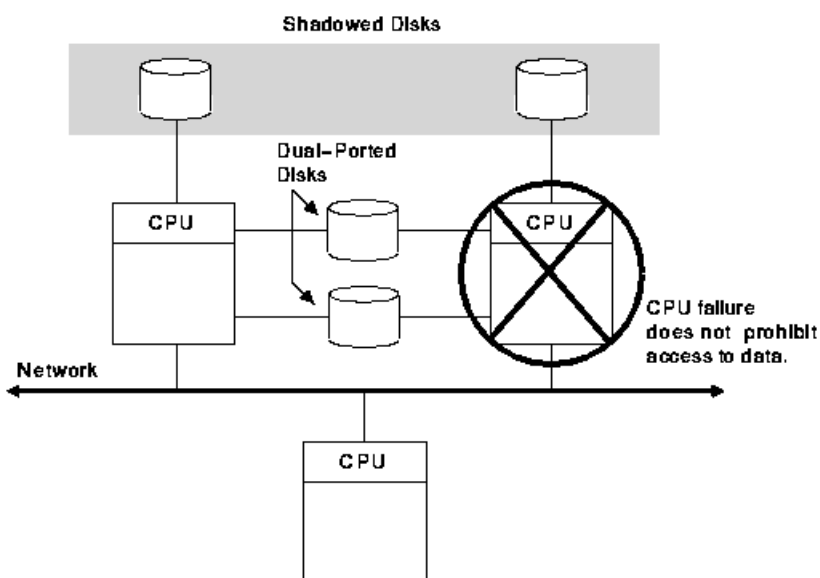 Shadowed Disks
Dual-Ported
Disks
CPU
CPU
CPU failure
does not prohibit
access to data.
Network
CPU